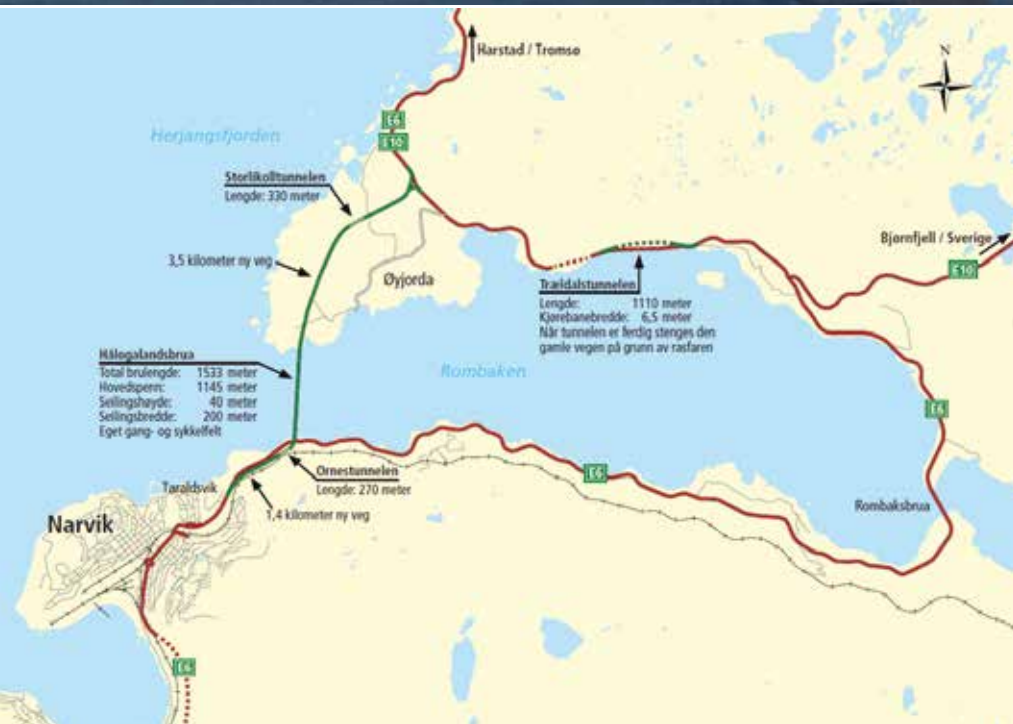 N
Harstad / Tromsø
Herjangsfjorden
E6
E10
Storlikolltunnelen
Lengde: 330 meter
Bjørnfjell / Sverige
E10
3,5 kilometer ny veg
Øyjorda
Trældalstunnelen
Lengde: 1110 meter
Kjørebanebredde: 6,5 meter
Når tunnelen er ferdig stenges den
gamle vegen på grunn av rasfaren
Hålogalandsbrua
Total brulengde: 1533 meter
Hovedspenn: 1145 meter
Seilingshøyde: 40 meter
Seilingsbredde: 200 meter
Eget gang- og sykkelfelt
Rombaken
E6
Ornestunnelen
Lengde: 270 meter
E6
Taraldsvik
1,4 kilometer ny veg
Rombaksbrua
Narvik
E6